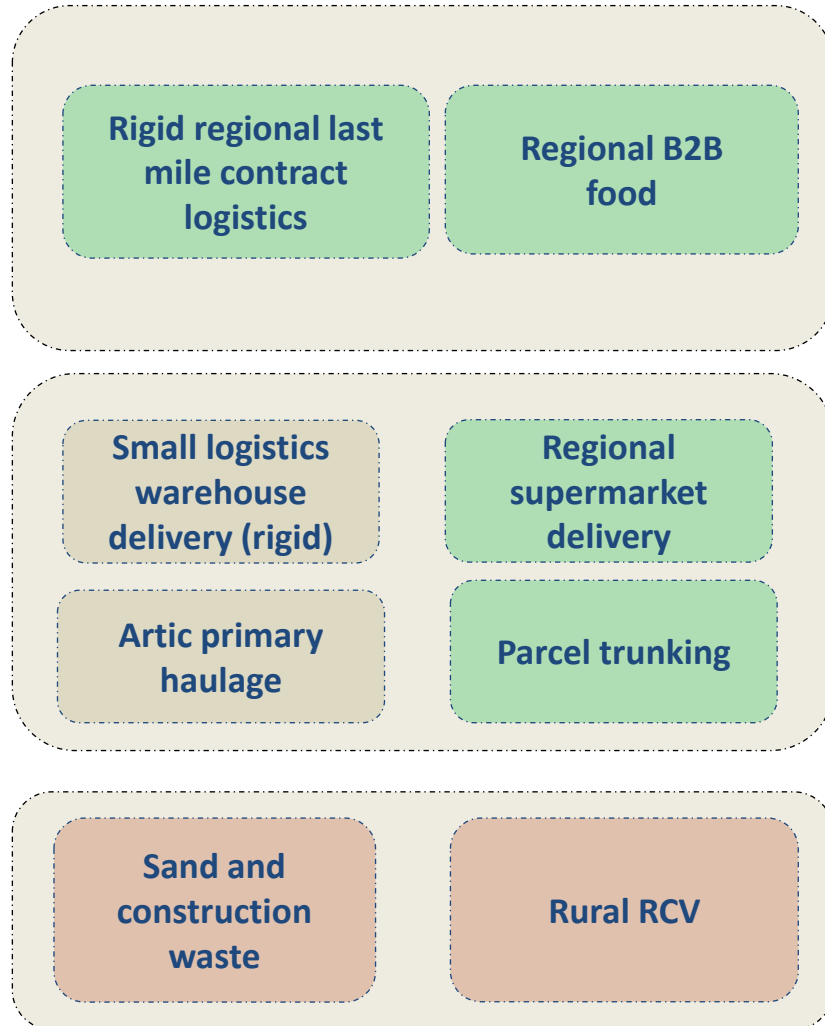 Rigid regional last
mile contract
logistics
Regional B2B
food
Small logistics
warehouse
delivery (rigid)
Regional
supermarket
delivery
Artic primary
haulage
Parcel trunking
Sand and
construction
waste
Rural RCV